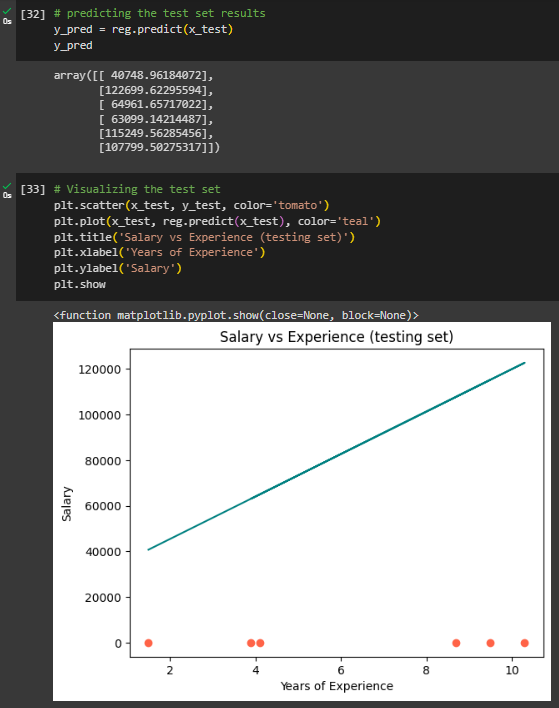 [32] # predicting the test set results
0s
y_pred = reg.predict(x_test)
y_pred
array([[ 40748.96184072],
[122699.62295594],
[ 64961.65717022],
[ 63099.14214487],
[115249.56285456],
[107799.50275317]])
[33] # Visualizing the test set
0s
plt.scatter(x_test, y_test, color='tomato')
plt.plot(x_test, reg.predict(x_test), color='teal')
plt.title('Salary vs Experience (testing set)')
plt.xlabel('Years of Experience')
plt.ylabel('Salary')
plt.show
<function matplotlib.pyplot.show(close=None, block=None)>
Salary vs Experience (testing set)
120000
100000
80000
60000
40000
20000
0
Salary
2 4 6 8 10
Years of Experience